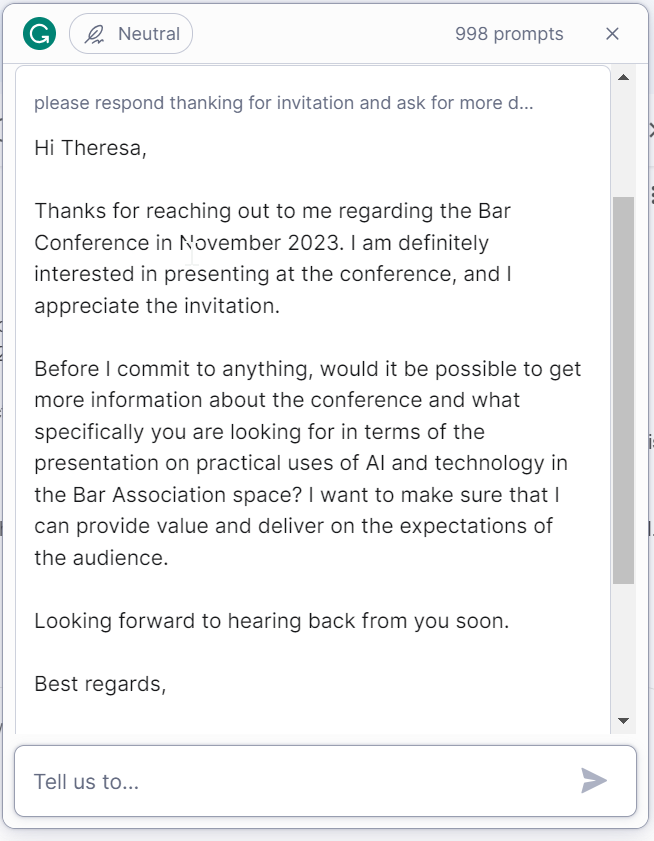 Neutral
998 prompts
please respond thanking for invitation and ask for more d...
Hi Theresa,
Thanks for reaching out to me regarding the Bar
Conference in November 2023. I am definitely
interested in presenting at the conference, and I
appreciate the invitation.
Before I commit to anything, would it be possible to get
more information about the conference and what
specifically you are looking for in terms of the
presentation on practical uses of AI and technology in
the Bar Association space? I want to make sure that I
can provide value and deliver on the expectations of
the audience.
Looking forward to hearing back from you soon.
Best regards,
Tell us to...